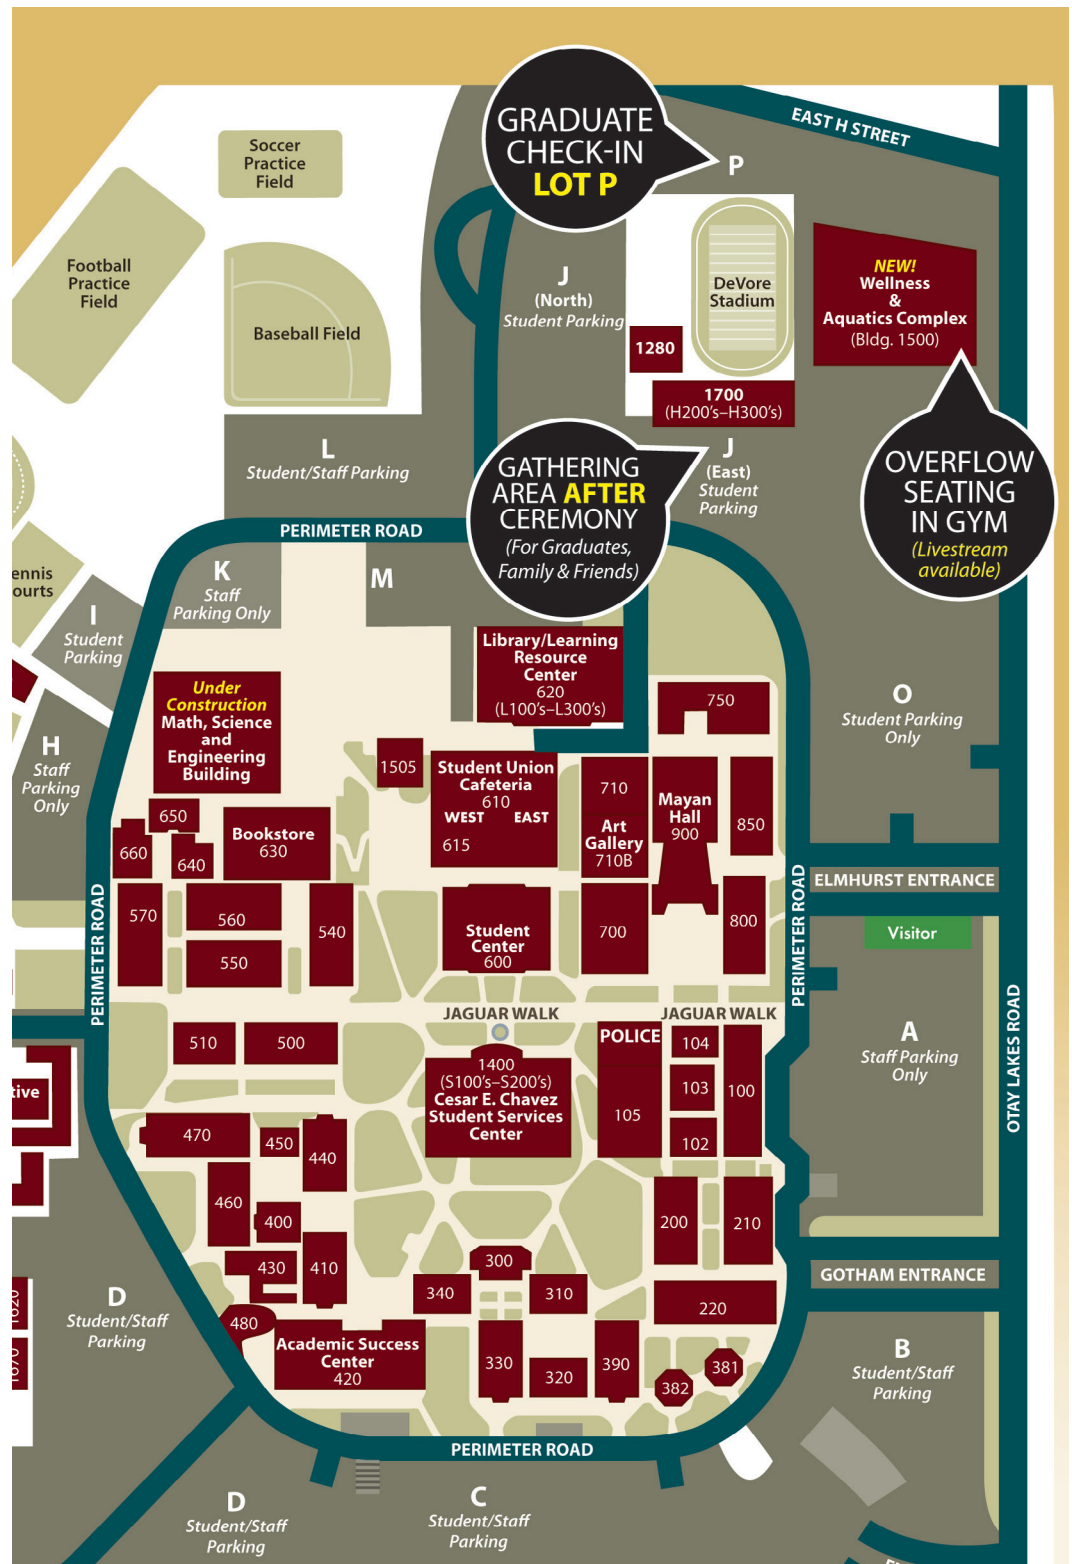 GRADUATE
CHECK-IN
LOT P
P
EAST H STREET
Soccer
Practice
Field
Football
Practice
Field
Baseball Field
J
(North)
Student Parking
DeVore
Stadium
NEW!
Wellness
&
Aquatics Complex
(Bldg. 1500)
1280
1700
(H200's–H300's)
L
Student/Staff Parking
GATHERING
AREA AFTER
CEREMONY
(For Graduates,
Family & Friends)
J
(East)
Student
Parking
OVERFLOW
SEATING
IN GYM
(Livestream
available)
PERIMETER ROAD
K
Staff
Parking Only
M
ennis
ourts
I
Student
Parking
Library/Learning
Resource
Center
620
(L100's–L300's)
Under
Construction
Math, Science
and
Engineering
Building
750
O
Student Parking
Only
H
Staff
Parking
Only
1505
Student Union
Cafeteria
610
WEST EAST
615
710
Art
Gallery
710B
Mayan
Hall
900
850
650
660
640
Bookstore
630
ELMHURST ENTRANCE
PERIMETER ROAD
570
560
550
540
Student
Center
600
700
800
PERIMETER ROAD
Visitor
JAGUAR WALK
JAGUAR WALK
OTAY LAKES ROAD
510
500
1400
(S100's–S200's)
Cesar E. Chavez
Student Services
Center
POLICE
105
104
103
102
100
A
Staff Parking
Only
tive
470
450
440
460
400
430
410
200
210
300
340
310
220
GOTHAM ENTRANCE
D
Student/Staff
Parking
1620
1670
480
Academic Success
Center
420
330
320
390
382
381
B
Student/Staff
Parking
PERIMETER ROAD
D
Student/Staff
Parking
C
Student/Staff
Parking